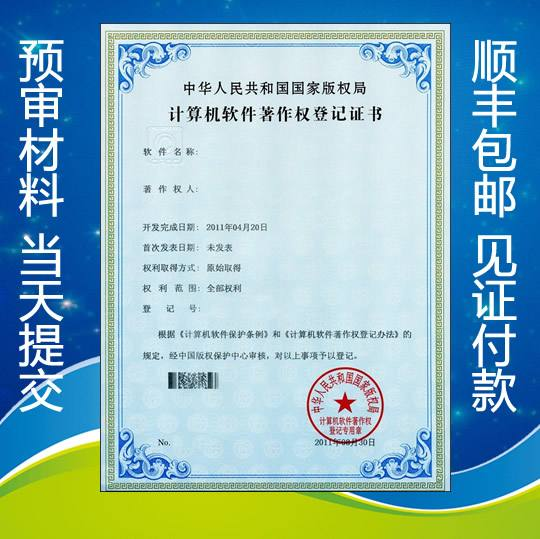 预审材料 当天提交
中华人民共和国国家版权局
计算机软件著作权登记证书
软件名称：
著作权人：
开发完成日期： 2011年04月20日
首次发表日期： 未发表
权利取得方式： 原始取得
权利范围： 全部权利
登记号：
根据《计算机软件保护条例》和《计算机软件著作权登记办法》的
规定，经中国版权保护中心审核，对以上事项予以登记。
中华人民共和国国家版权局
计算机软件著作权
登记专用章
No.
2011年08月30日
顺丰包邮 见证付款